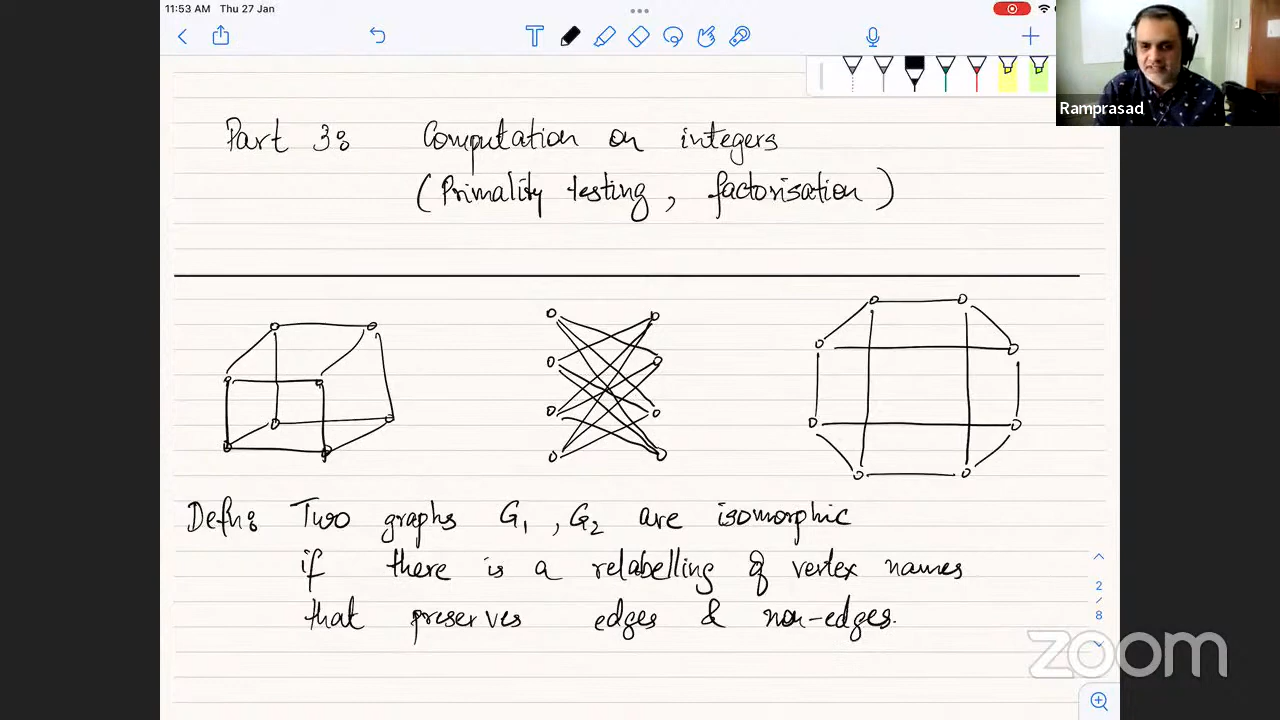 11:53 AM Thu 27 Jan
T
Ramprasad
Part 3: Computation on integers
(Primality testing, factorisation)
Defn: Two graphs G₁, G₂ are isomorphic
if there is a relabelling of vertex names
that preserves edges & non-edges.
2
/
8
zoom